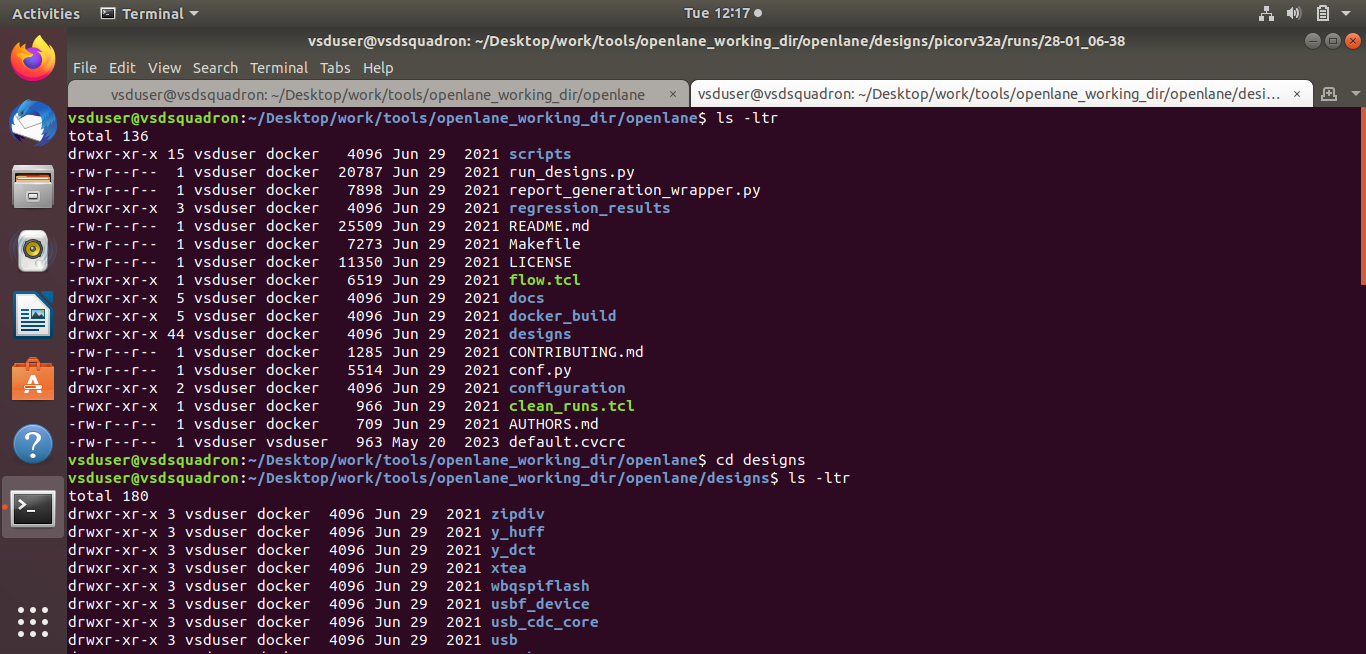 Activities Terminal Tue 12:17
vsduser@vsdsquadron: ~/Desktop/work/tools/openlane_working_dir/openlane/designs/picorv32a/runs/28-01_06-38
File Edit View Search Terminal Tabs Help
vsduser@vsdsquadron: ~/Desktop/work/tools/openlane_working_dir/openlane × vsduser@vsdsquadron: ~/Desktop/work/tools/openlane_working_dir/openlane/desi... ×
vsduser@vsdsquadron:~/Desktop/work/tools/openlane_working_dir/openlane$ ls -ltr
total 136
drwxr-xr-x 15 vsduser docker   4096 Jun 29  2021 scripts
-rw-r--r--  1 vsduser docker  20787 Jun 29  2021 run_designs.py
-rw-r--r--  1 vsduser docker   7898 Jun 29  2021 report_generation_wrapper.py
drwxr-xr-x  3 vsduser docker   4096 Jun 29  2021 regression_results
-rw-r--r--  1 vsduser docker  25509 Jun 29  2021 README.md
-rw-r--r--  1 vsduser docker   7273 Jun 29  2021 Makefile
-rw-r--r--  1 vsduser docker  11350 Jun 29  2021 LICENSE
-rwxr-xr-x  1 vsduser docker   6519 Jun 29  2021 flow.tcl
drwxr-xr-x  5 vsduser docker   4096 Jun 29  2021 docs
drwxr-xr-x  5 vsduser docker   4096 Jun 29  2021 docker_build
drwxr-xr-x 44 vsduser docker   4096 Jun 29  2021 designs
-rw-r--r--  1 vsduser docker   1285 Jun 29  2021 CONTRIBUTING.md
-rw-r--r--  1 vsduser docker   5514 Jun 29  2021 conf.py
drwxr-xr-x  2 vsduser docker   4096 Jun 29  2021 configuration
-rwxr-xr-x  1 vsduser docker    966 Jun 29  2021 clean_runs.tcl
-rw-r--r--  1 vsduser docker    709 Jun 29  2021 AUTHORS.md
-rw-r--r--  1 vsduser vsduser   963 May 20  2023 default.cvcrc
vsduser@vsdsquadron:~/Desktop/work/tools/openlane_working_dir/openlane$ cd designs
vsduser@vsdsquadron:~/Desktop/work/tools/openlane_working_dir/openlane/designs$ ls -ltr
total 180
drwxr-xr-x 3 vsduser docker  4096 Jun 29  2021 zipdiv
drwxr-xr-x 3 vsduser docker  4096 Jun 29  2021 y_huff
drwxr-xr-x 3 vsduser docker  4096 Jun 29  2021 y_dct
drwxr-xr-x 3 vsduser docker  4096 Jun 29  2021 xtea
drwxr-xr-x 3 vsduser docker  4096 Jun 29  2021 wbqspiflash
drwxr-xr-x 3 vsduser docker  4096 Jun 29  2021 usbf_device
drwxr-xr-x 3 vsduser docker  4096 Jun 29  2021 usb_cdc_core
drwxr-xr-x 3 vsduser docker  4096 Jun 29  2021 usb